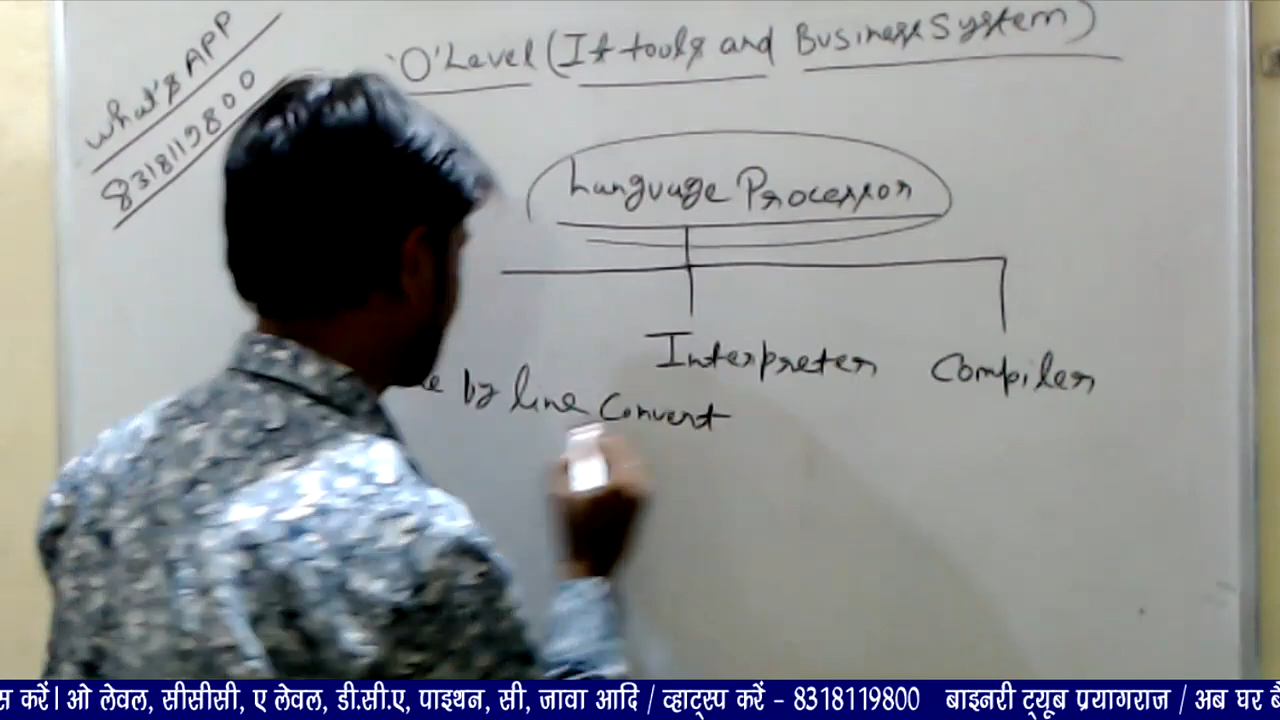 What's APP
8318119800
'O' Level (It tools and Business System)
Language Processor
Interpreter
Compiler
by line Convert
स करें। ओ लेवल, सीसीसी, ए लेवल, डी.सी.ए, पाइथन, सी, जावा आदि / व्हाट्स्प करें - 8318119800 बाइनरी ट्यूब प्रयागराज / अब घर बै